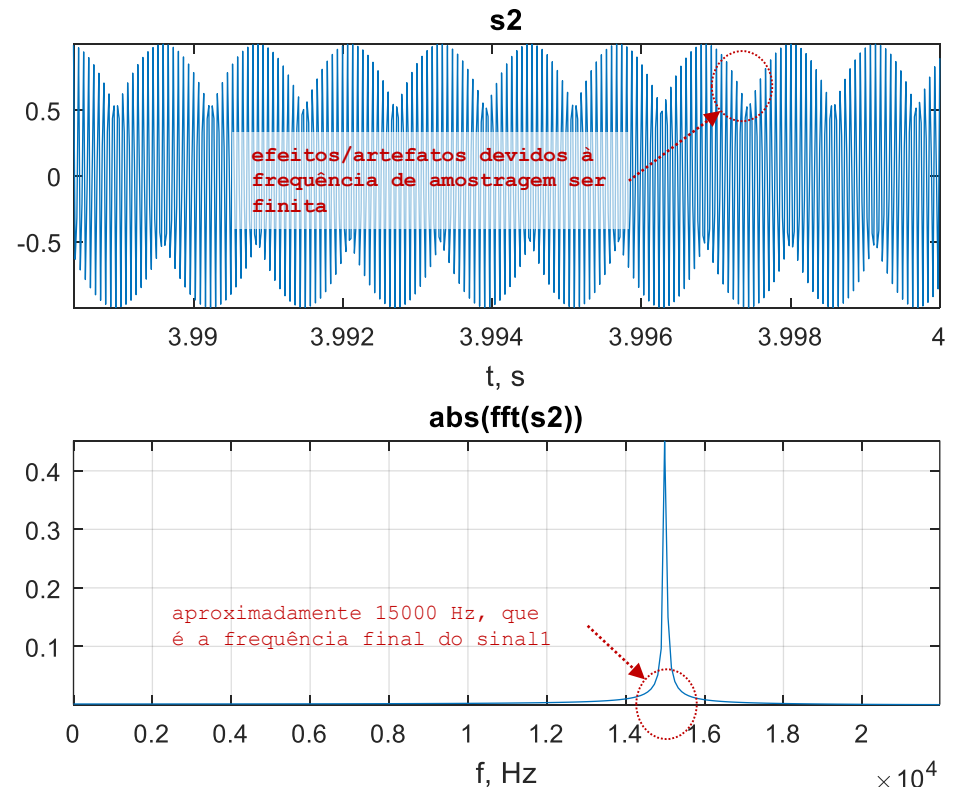 s2
0.5
0
-0.5
efeitos/artefatos devidos à
frequência de amostragem ser
finita
3.99 3.992 3.994 3.996 3.998 4
t, s
abs(fft(s2))
0.4
0.3
0.2
0.1
aproximadamente 15000 Hz, que
é a frequência final do sinal1
0 0.2 0.4 0.6 0.8 1 1.2 1.4 1.6 1.8 2
f, Hz
×10⁴